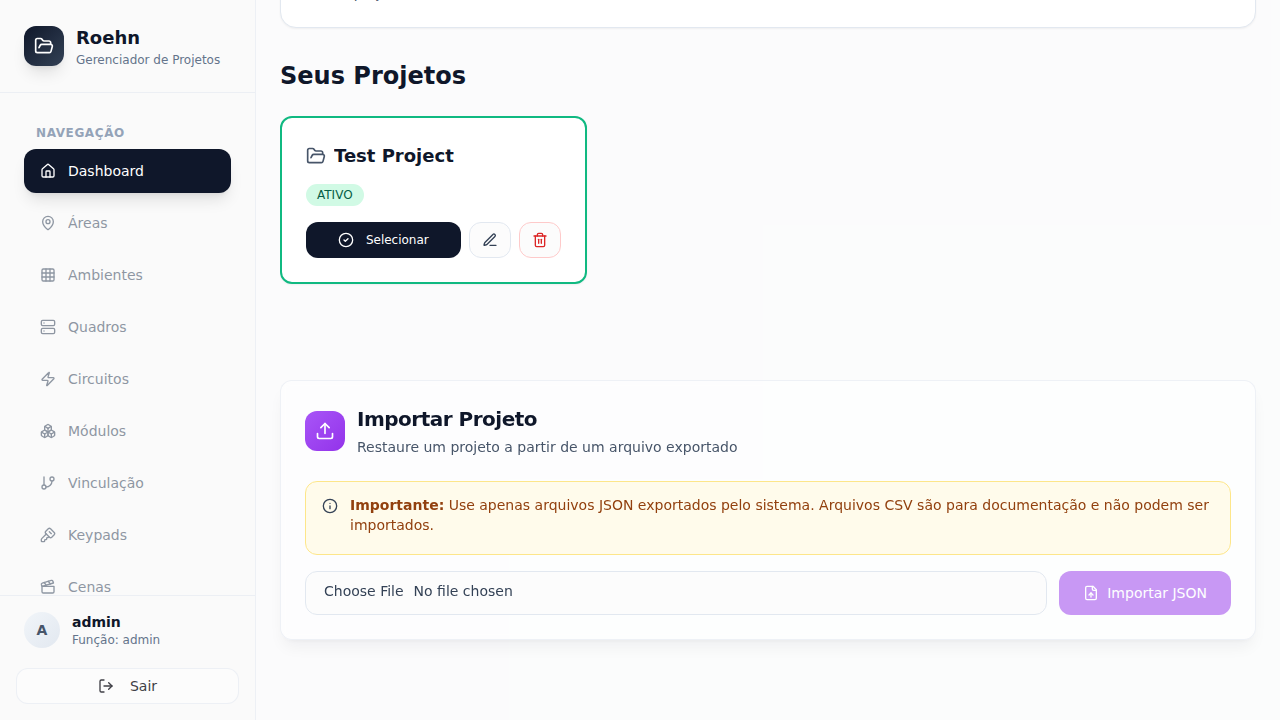 Roehn
Gerenciador de Projetos
NAVEGAÇÃO
Dashboard
Áreas
Ambientes
Quadros
Circuitos
Módulos
Vinculação
Keypads
Cenas
A
admin
Função: admin
Sair
Seus Projetos
Test Project
ATIVO
Selecionar
Importar Projeto
Restaure um projeto a partir de um arquivo exportado
Importante: Use apenas arquivos JSON exportados pelo sistema. Arquivos CSV são para documentação e não podem ser
importados.
Choose File No file chosen
Importar JSON